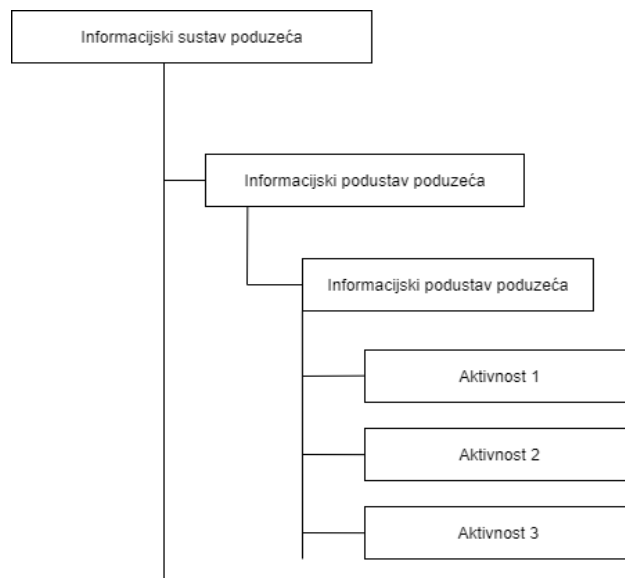 Informacijski sustav poduzeća
Informacijski podustav poduzeća
Informacijski podustav poduzeća
Aktivnost 1
Aktivnost 2
Aktivnost 3